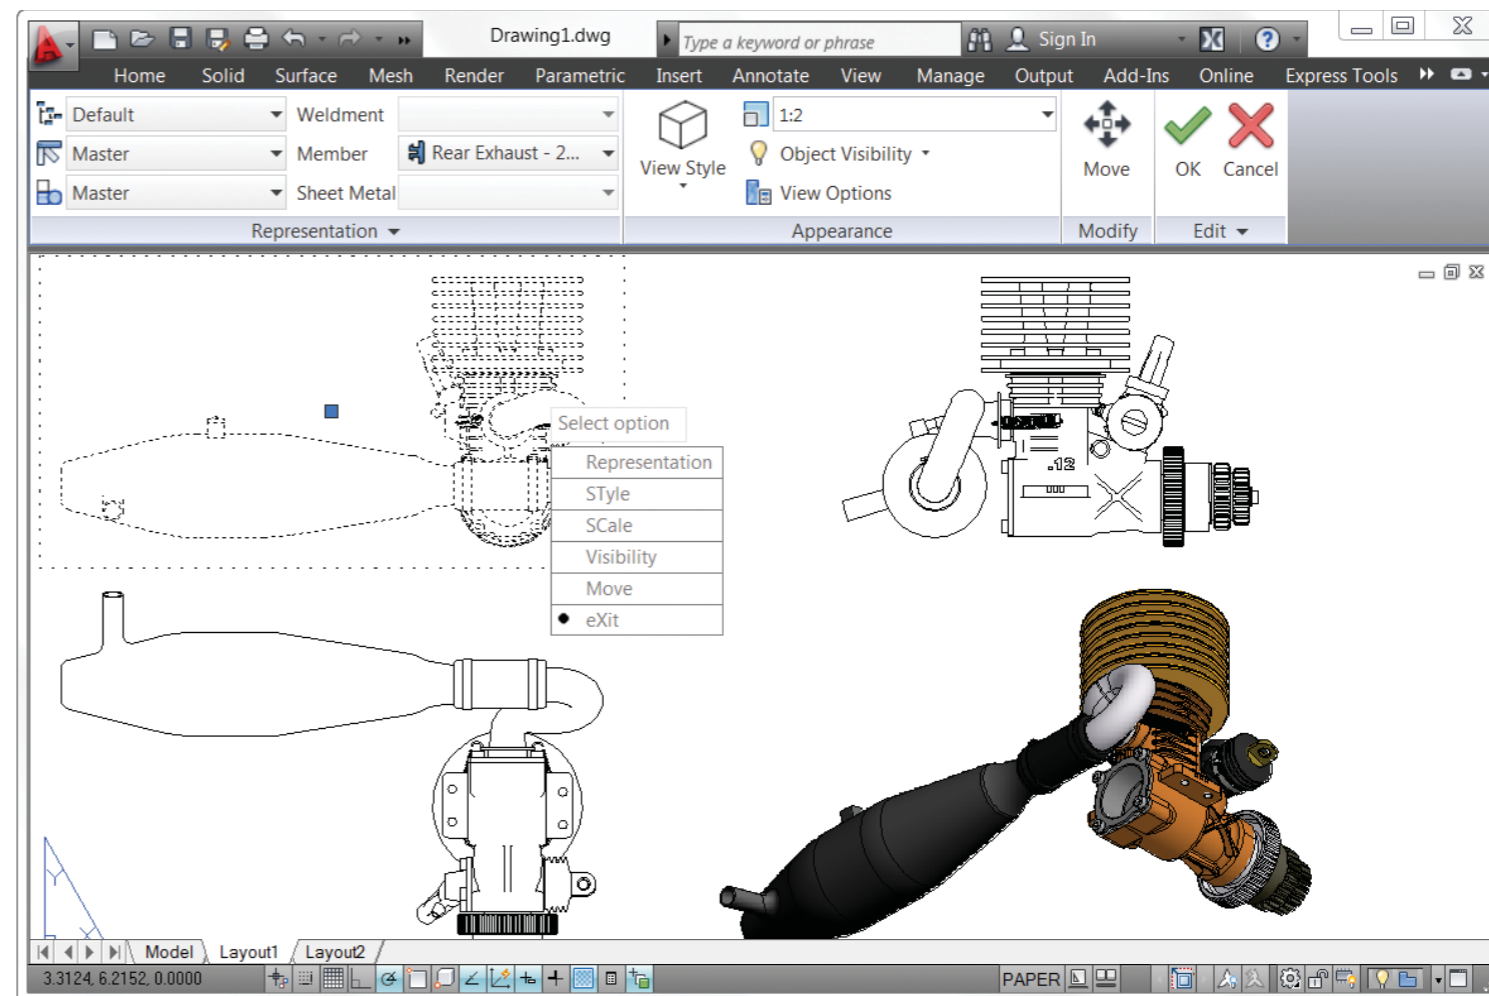 Drawing1.dwg
Type a keyword or phrase
Sign In
Home Solid Surface Mesh Render Parametric Insert Annotate View Manage Output Add-Ins Online Express Tools
Default Weldment 1:2
Master Member Rear Exhaust - 2... View Style Object Visibility Move OK Cancel
Master Sheet Metal View Options
Representation Appearance Modify Edit
Select option
Representation
STyle
SCale
Visibility
Move
eXit
.12
Y
X
Model Layout1 Layout2
3.3124, 6.2152, 0.0000 PAPER